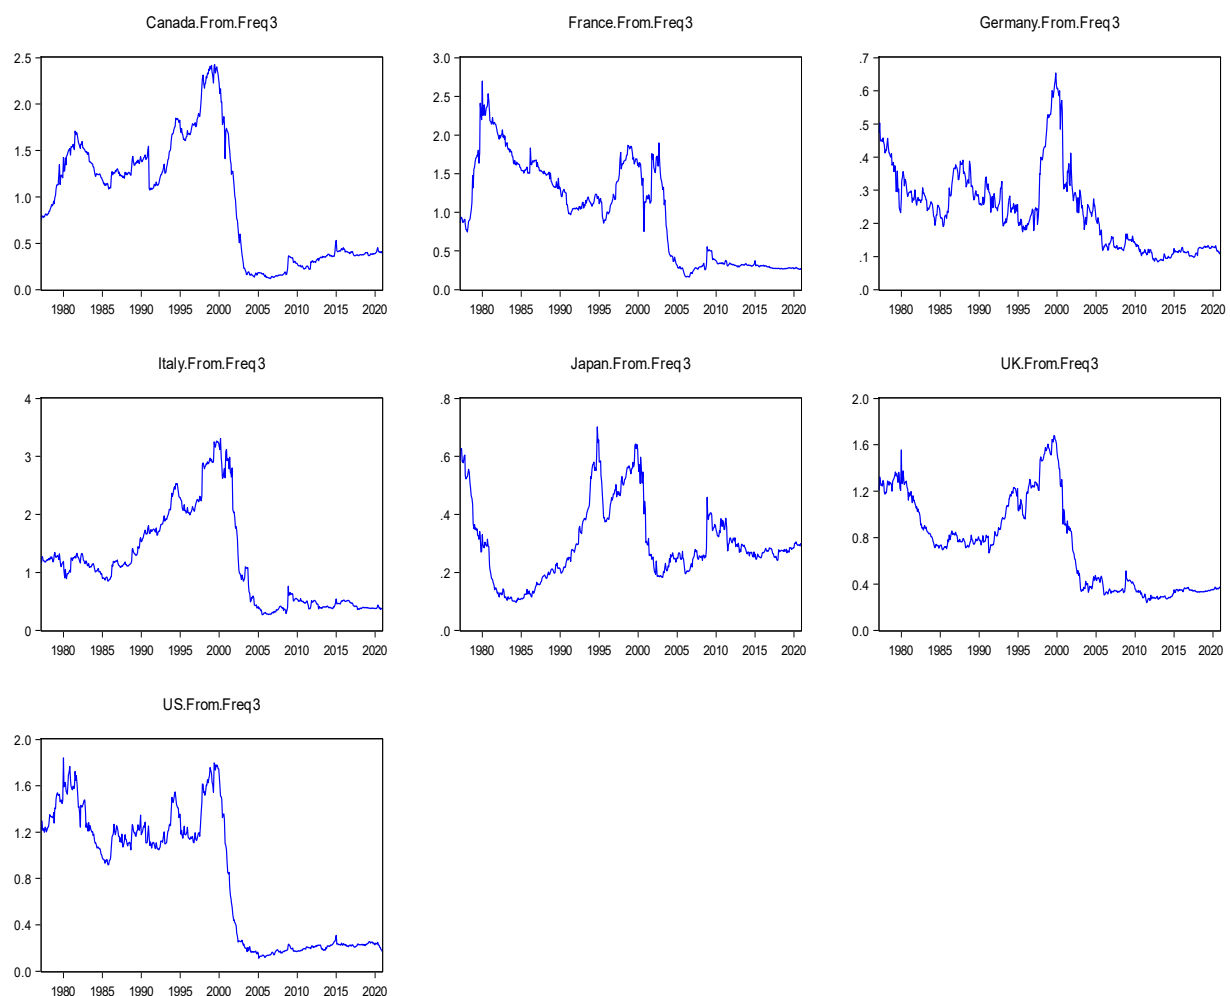 Canada.From.Freq3 France.From.Freq3 Germany.From.Freq3
2.5 3.0 .7
2.0 2.5 .6
1.5 2.0 .5
1.0 1.5 .4
0.5 1.0 .3
0.0 0.5 .2
0.0 .1
.0
1980 1985 1990 1995 2000 2005 2010 2015 2020 1980 1985 1990 1995 2000 2005 2010 2015 2020 1980 1985 1990 1995 2000 2005 2010 2015 2020
Italy.From.Freq3 Japan.From.Freq3 UK.From.Freq3
4 .8 2.0
3 .6 1.6
2 .4 1.2
1 .2 0.8
0 .0 0.4
0.0
1980 1985 1990 1995 2000 2005 2010 2015 2020 1980 1985 1990 1995 2000 2005 2010 2015 2020 1980 1985 1990 1995 2000 2005 2010 2015 2020
US.From.Freq3
2.0
1.6
1.2
0.8
0.4
0.0
1980 1985 1990 1995 2000 2005 2010 2015 2020